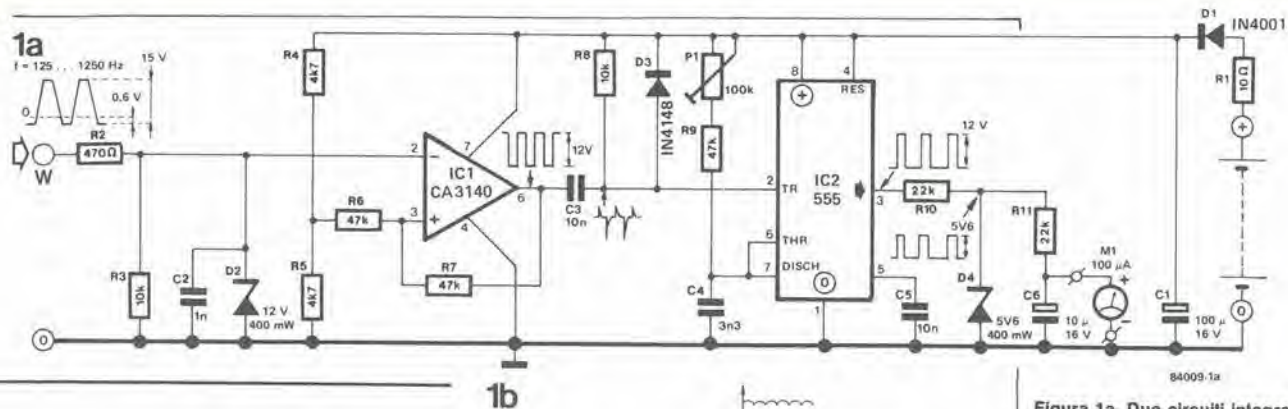 1a
f = 125 . . . 1250 Hz
15 V
0,6 V
0
R2
470Ω
W
R3
10k
C2
1n
D2
12 V
400 mW
R4
4k7
R5
4k7
R6
47k
R7
47k
2
3
7
4
6
IC1
CA3140
12V
C3
10n
R8
10k
D3
1N4148
P1
100k
R9
47k
C4
3n3
8
4
RES
2
TR
IC2
555
3
6
THR
7
DISCH
5
0
1
C5
10n
12 V
22k
R10
5V6
D4
5V6
400 mW
R11
22k
C6
10 µ
16 V
M1
100 µA
+
−
C1
100 µ
16 V
D1
1N4001
R1
10Ω
+
0
0
84009-1a
1b
Figura 1a. Due circuiti integra